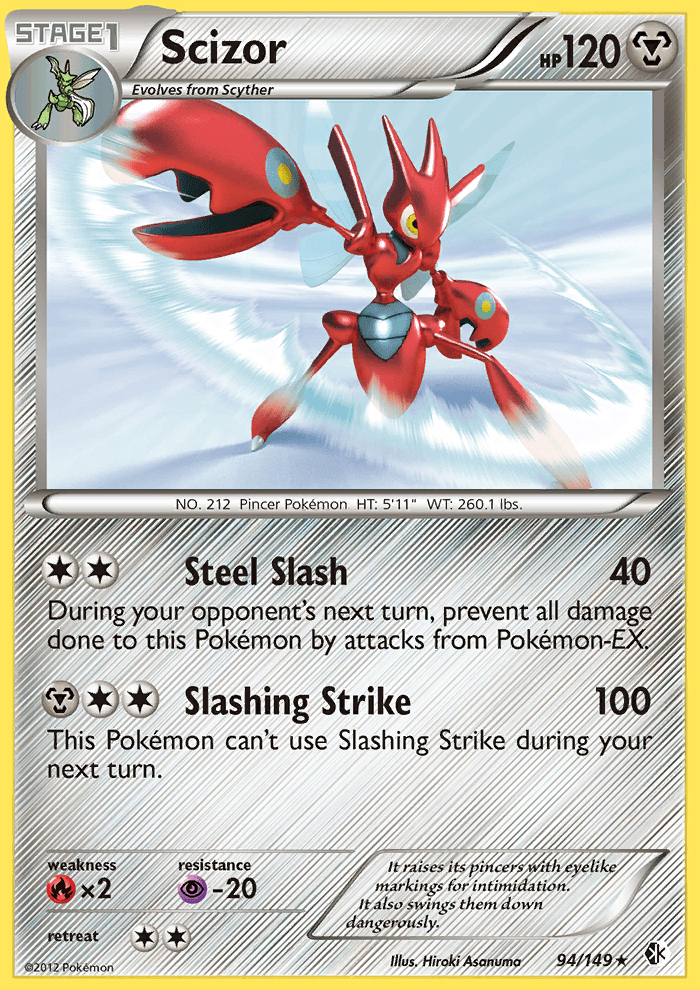 STAGE1
Scizor
HP120
Evolves from Scyther
NO. 212 Pincer Pokémon HT: 5'11" WT: 260.1 lbs.
Steel Slash 40
During your opponent's next turn, prevent all damage
done to this Pokémon by attacks from Pokémon-EX.
Slashing Strike 100
This Pokémon can't use Slashing Strike during your
next turn.
weakness resistance
×2 -20
retreat
It raises its pincers with eyelike
markings for intimidation.
It also swings them down
dangerously.
Illus. Hiroki Asanuma 94/149★
©2012 Pokémon